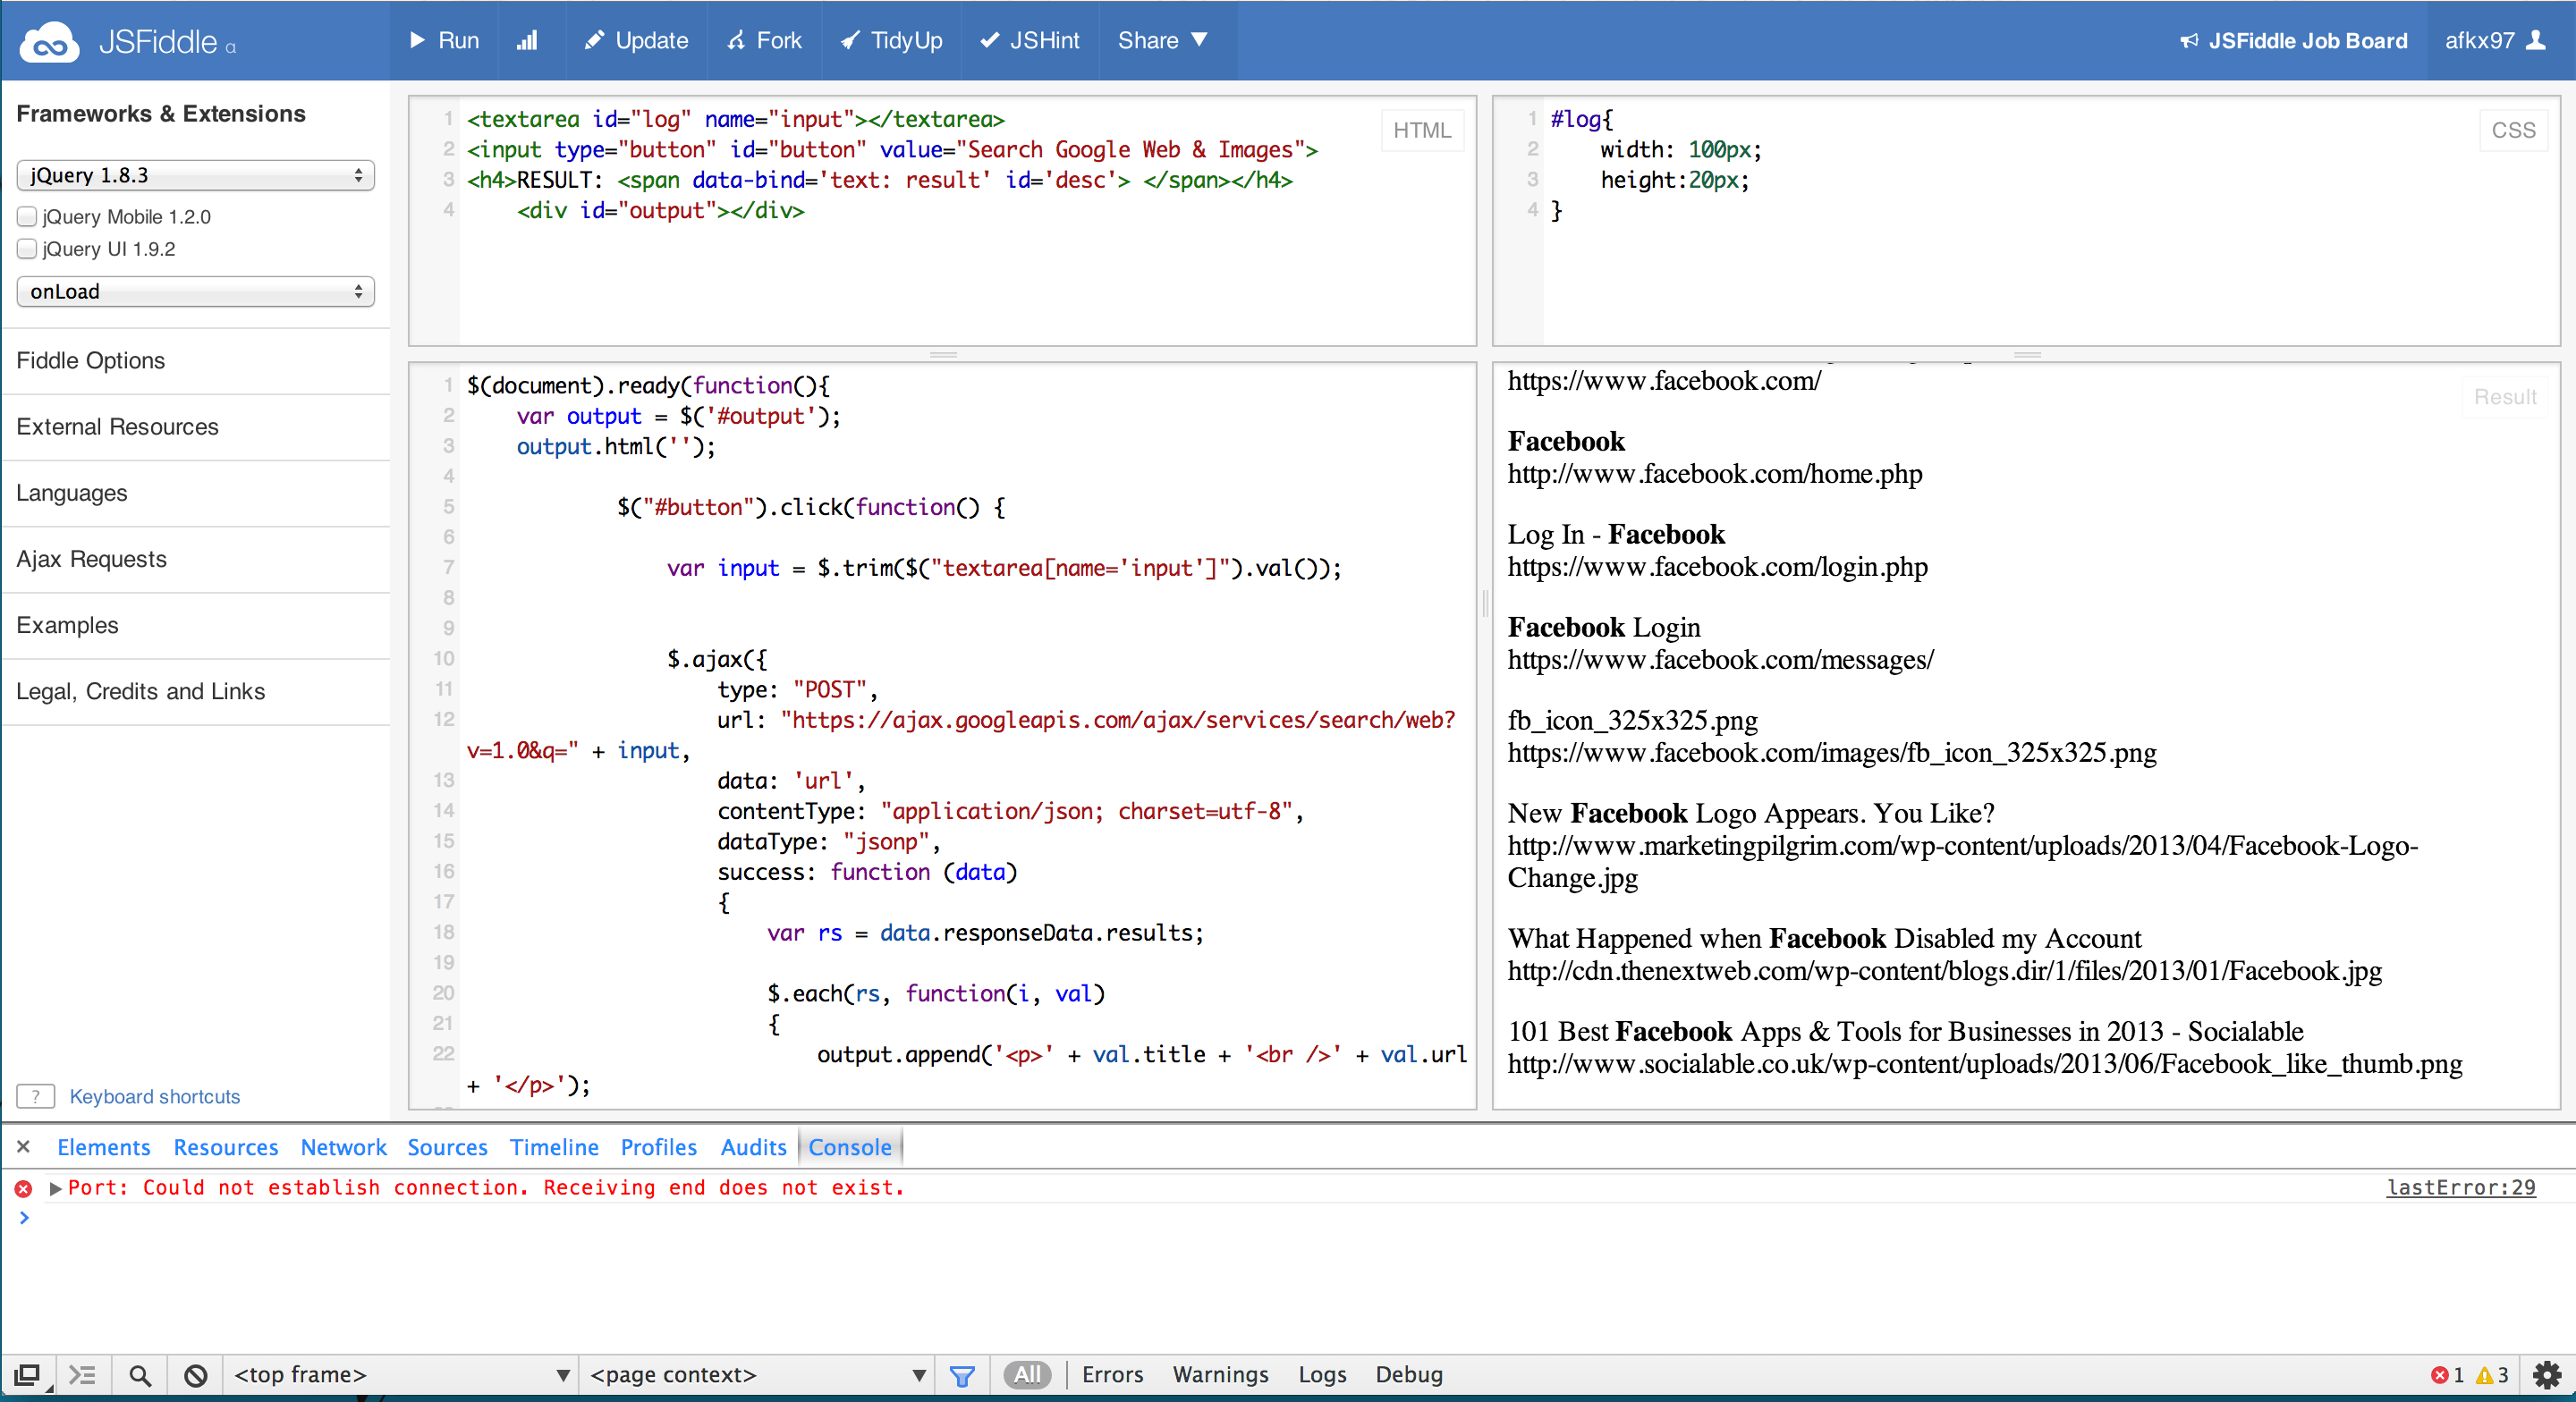 JSFiddle α
Run
Update
Fork
TidyUp
JSHint
Share ▼
JSFiddle Job Board
afkx97
Frameworks & Extensions
jQuery 1.8.3
jQuery Mobile 1.2.0
jQuery UI 1.9.2
onLoad
Fiddle Options
External Resources
Languages
Ajax Requests
Examples
Legal, Credits and Links
? Keyboard shortcuts
HTML
1 <textarea id="log" name="input"></textarea>
2 <input type="button" id="button" value="Search Google Web & Images">
3 <h4>RESULT: <span data-bind='text: result' id='desc'> </span></h4>
4 <div id="output"></div>
CSS
1 #log{
2 width: 100px;
3 height:20px;
4 }
1 $(document).ready(function(){
2 var output = $('#output');
3 output.html('');
4
5 $("#button").click(function() {
6
7 var input = $.trim($("textarea[name='input']").val());
8
9
10 $.ajax({
11 type: "POST",
12 url: "https://ajax.googleapis.com/ajax/services/search/web?
v=1.0&q=" + input,
13 data: 'url',
14 contentType: "application/json; charset=utf-8",
15 dataType: "jsonp",
16 success: function (data)
17 {
18 var rs = data.responseData.results;
19
20 $.each(rs, function(i, val)
21 {
22 output.append('<p>' + val.title + '<br />' + val.url
+ '</p>');
Result
https://www.facebook.com/
Facebook
http://www.facebook.com/home.php
Log In - Facebook
https://www.facebook.com/login.php
Facebook Login
https://www.facebook.com/messages/
fb_icon_325x325.png
https://www.facebook.com/images/fb_icon_325x325.png
New Facebook Logo Appears. You Like?
http://www.marketingpilgrim.com/wp-content/uploads/2013/04/Facebook-Logo-
Change.jpg
What Happened when Facebook Disabled my Account
http://cdn.thenextweb.com/wp-content/blogs.dir/1/files/2013/01/Facebook.jpg
101 Best Facebook Apps & Tools for Businesses in 2013 - Socialable
http://www.socialable.co.uk/wp-content/uploads/2013/06/Facebook_like_thumb.png
× Elements Resources Network Sources Timeline Profiles Audits Console
Port: Could not establish connection. Receiving end does not exist.
lastError:29
>
<top frame> ▼ <page context> ▼ All | Errors Warnings Logs Debug
1 3